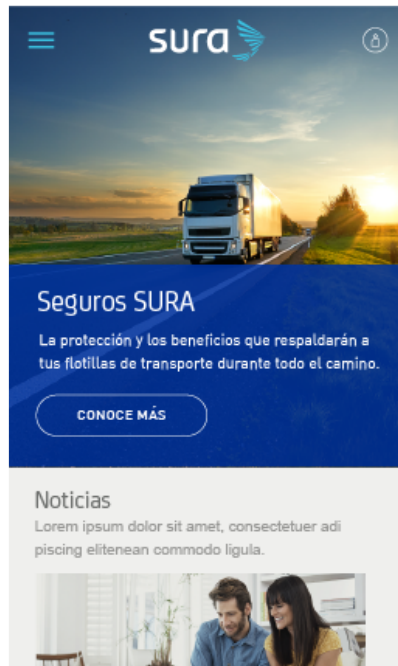 sura
Seguros SURA
La protección y los beneficios que respaldarán a
tus flotillas de transporte durante todo el camino.
CONOCE MÁS
Noticias
Lorem ipsum dolor sit amet, consectetuer adi
piscing elitenean commodo ligula.